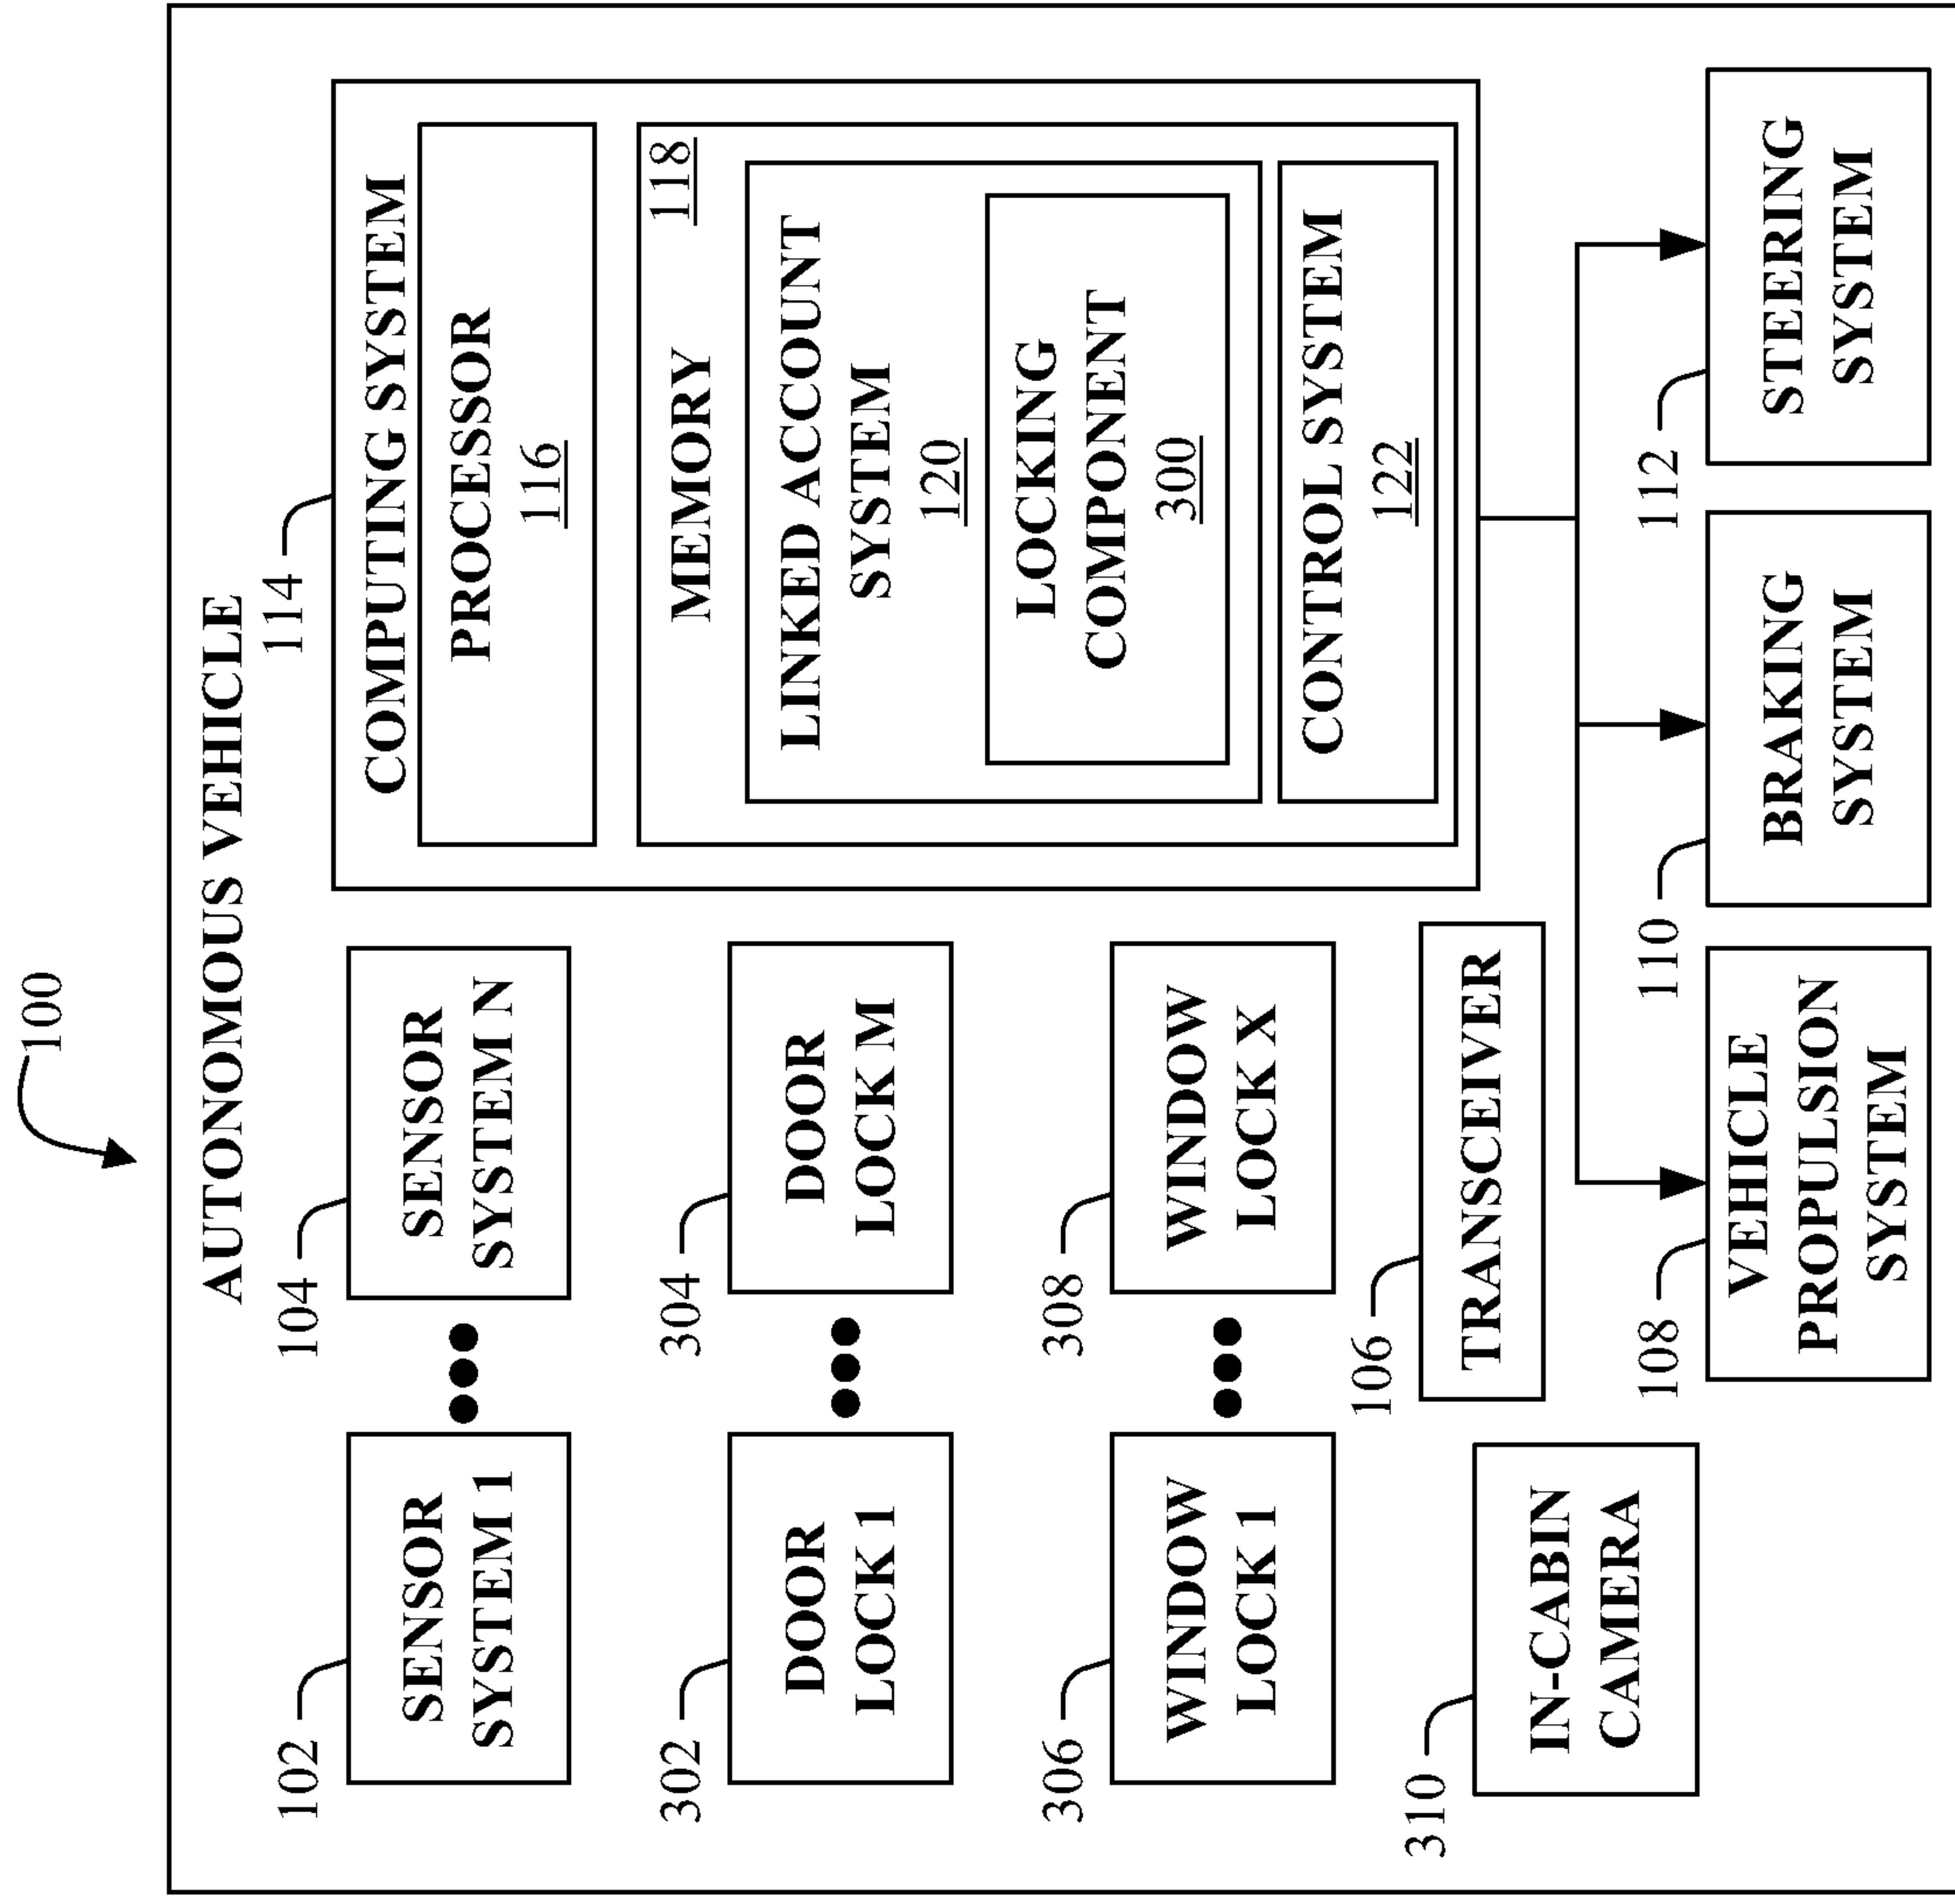 100
AUTONOMOUS VEHICLE
102
SENSOR
SYSTEM 1
104
SENSOR
SYSTEM N
302
DOOR
LOCK 1
304
DOOR
LOCK M
306
WINDOW
LOCK 1
308
WINDOW
LOCK X
310
IN-CABIN
CAMERA
106
TRANSCEIVER
114
COMPUTING SYSTEM
PROCESSOR
116
MEMORY
118
LINKED ACCOUNT
SYSTEM
120
LOCKING
COMPONENT
300
CONTROL SYSTEM
122
108
VEHICLE
PROPULSION
SYSTEM
110
BRAKING
SYSTEM
112
STEERING
SYSTEM